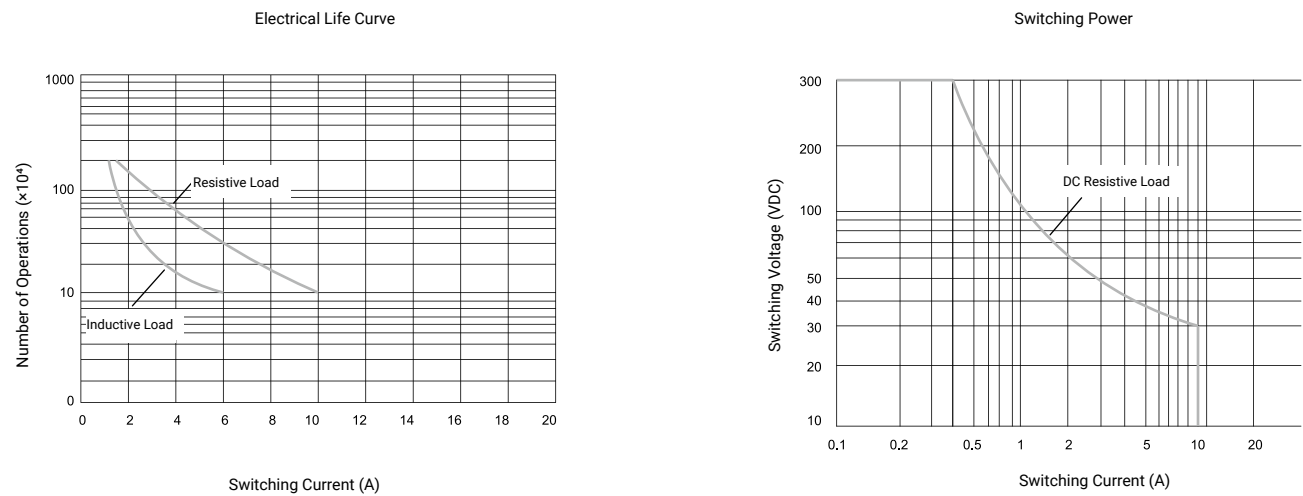 Electrical Life Curve
Number of Operations (×10⁴)
1000
100
10
0
Resistive Load
Inductive Load
0 2 4 6 8 10 12 14 16 18 20
Switching Current (A)
Switching Power
Switching Voltage (VDC)
300
200
100
50
40
30
20
10
DC Resistive Load
0.1 0.2 0.5 1 2 5 10 20
Switching Current (A)